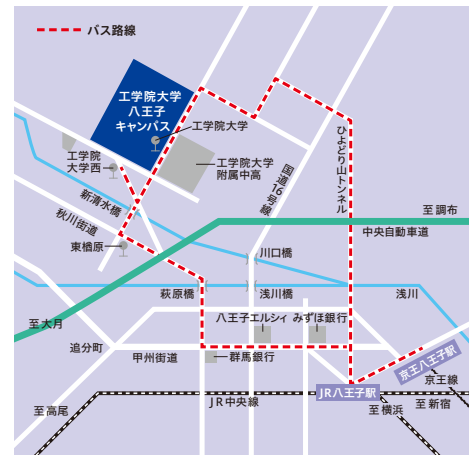 バス路線
工学院大学
八王子
キャンパス
工学院大学
工学院
大学西
工学院大学
附属中高
国道16号線
ひよどり山トンネル
新清水橋
秋川街道
東楢原
至調布
中央自動車道
川口橋
萩原橋
浅川橋
浅川
八王子エルシィ
みずほ銀行
至大月
追分町
甲州街道
群馬銀行
京王八王子駅
JR八王子駅
京王線
JR中央線
至高尾
至横浜
至新宿